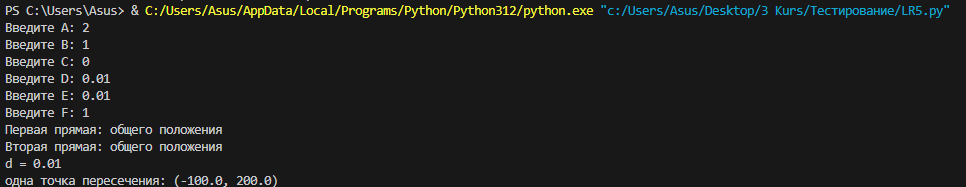 PS C:\Users\Asus> & C:/Users/Asus/AppData/Local/Programs/Python/Python312/python.exe "c:/Users/Asus/Desktop/3 Kurs/Тестирование/LR5.py"
Введите A: 2
Введите B: 1
Введите C: 0
Введите D: 0.01
Введите E: 0.01
Введите F: 1
Первая прямая: общего положения
Вторая прямая: общего положения
d = 0.01
одна точка пересечения: (-100.0, 200.0)